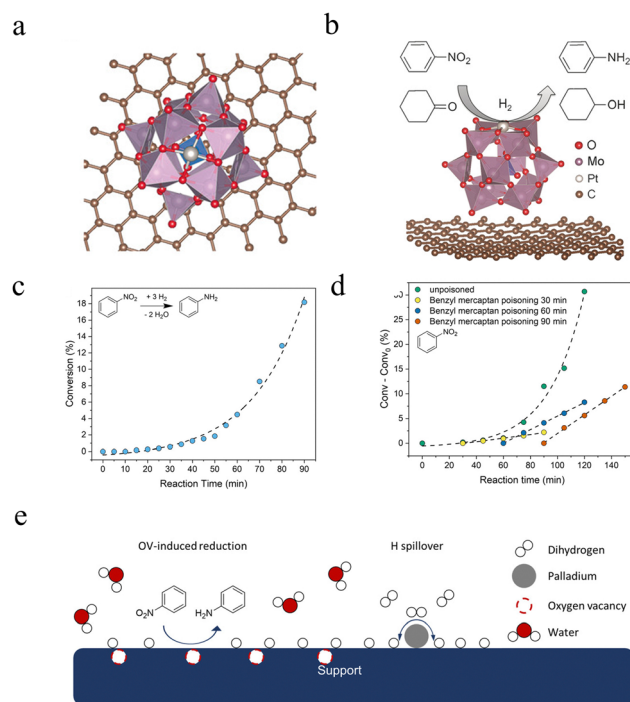 a
b
NO₂
NH₂
H₂
O
OH
O
Mo
Pt
C
c
NO₂
+ 3 H₂
- 2 H₂O
NH₂
Conversion (%)
18
16
14
12
10
8
6
4
2
0
0 10 20 30 40 50 60 70 80 90
Reaction Time (min)
d
unpoisoned
Benzyl mercaptan poisoning 30 min
Benzyl mercaptan poisoning 60 min
Benzyl mercaptan poisoning 90 min
NO₂
Conv - Conv₀ (%)
30
25
20
15
10
5
0
0 20 40 60 80 100 120 140
Reaction time (min)
e
OV-induced reduction
H spillover
O₂N
H₂N
Dihydrogen
Palladium
Oxygen vacancy
Water
Support